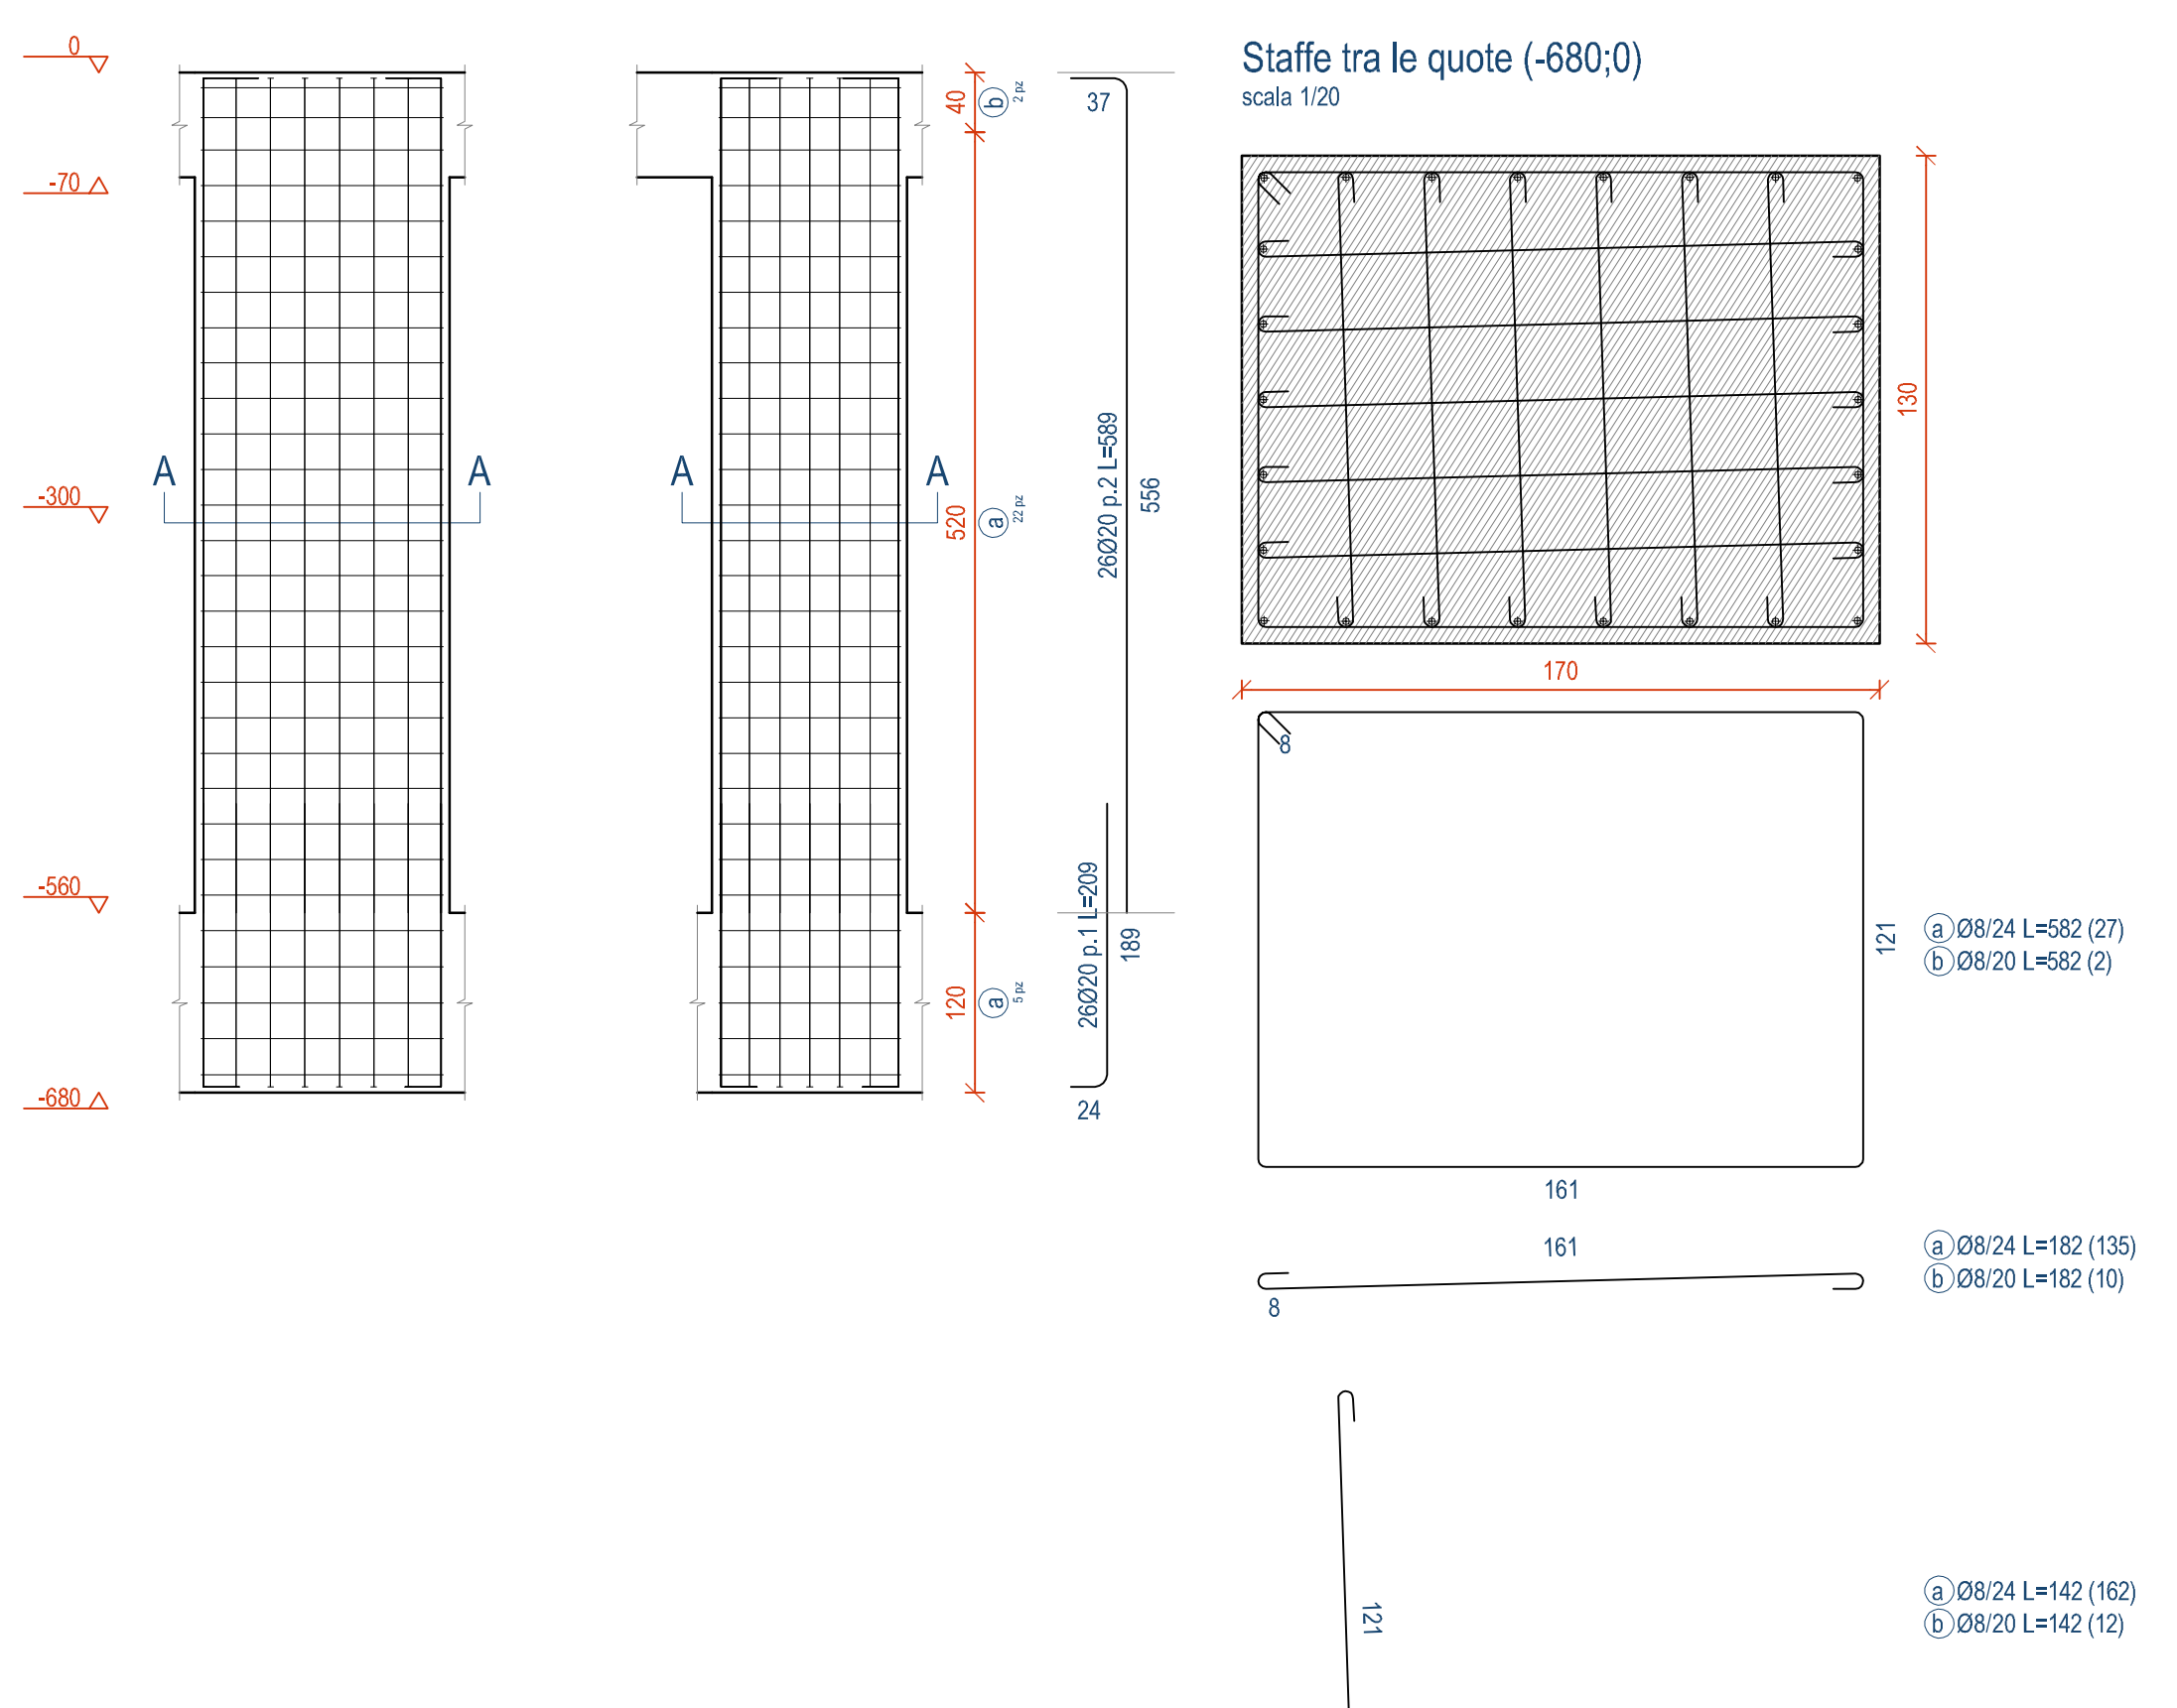 0
-70
-300
-560
-680
A
A
A
A
40
b
2 pz
520
a
22 pz
120
a
5 pz
37
26Ø20 p.2 L=589
556
26Ø20 p.1 L=209
189
24
Staffe tra le quote (-680;0)
scala 1/20
130
170
8
121
161
a Ø8/24 L=582 (27)
b Ø8/20 L=582 (2)
161
8
a Ø8/24 L=182 (135)
b Ø8/20 L=182 (10)
121
a Ø8/24 L=142 (162)
b Ø8/20 L=142 (12)